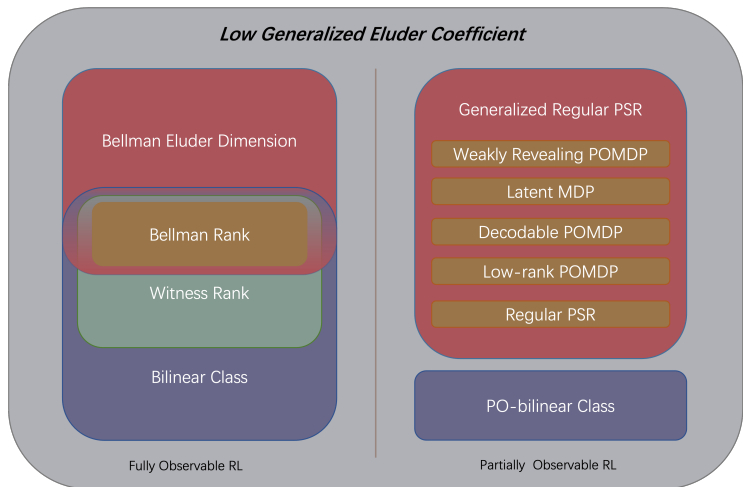 Low Generalized Eluder Coefficient
Bellman Eluder Dimension
Bellman Rank
Witness Rank
Bilinear Class
Fully Observable RL
Generalized Regular PSR
Weakly Revealing POMDP
Latent MDP
Decodable POMDP
Low-rank POMDP
Regular PSR
PO-bilinear Class
Partially Observable RL